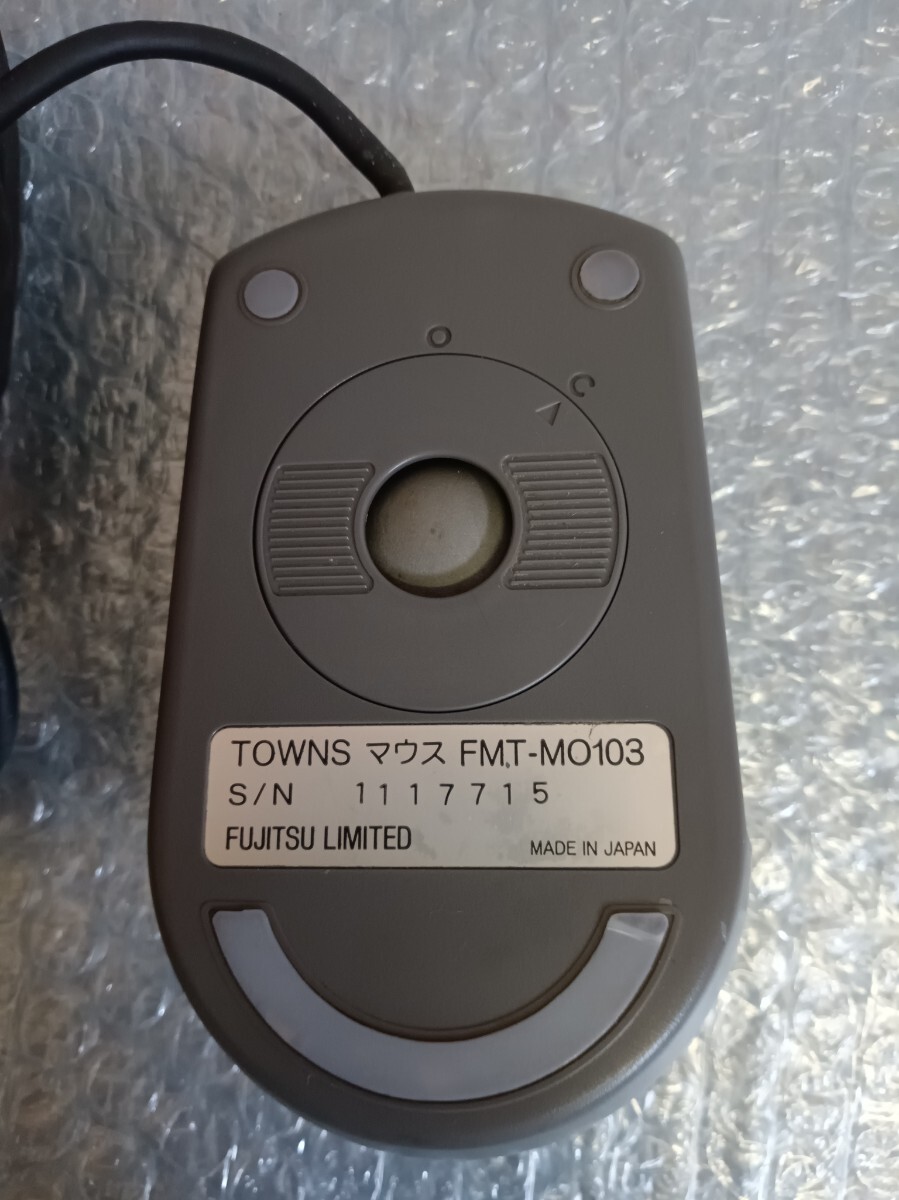 O
C
TOWNS マウス FMT-MO103
S/N 1117715
FUJITSU LIMITED
MADE IN JAPAN